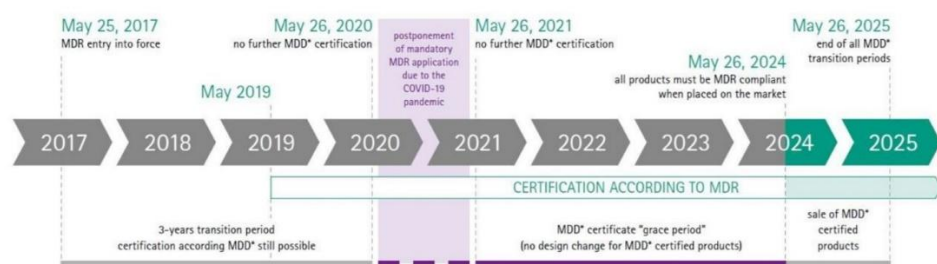 May 25, 2017
MDR entry into force
May 26, 2020
no further MDD* certification
postponement
of mandatory
MDR application
due to the
COVID-19
pandemic
May 26, 2021
no further MDD* certification
May 26, 2024
all products must be MDR compliant
when placed on the market
May 26, 2025
end of all MDD*
transition periods
May 2019
2017
2018
2019
2020
2021
2022
2023
2024
2025
CERTIFICATION ACCORDING TO MDR
3-years transition period
certification according MDD* still possible
MDD* certificate "grace period"
(no design change for MDD* certified products)
sale of MDD*
certified
products